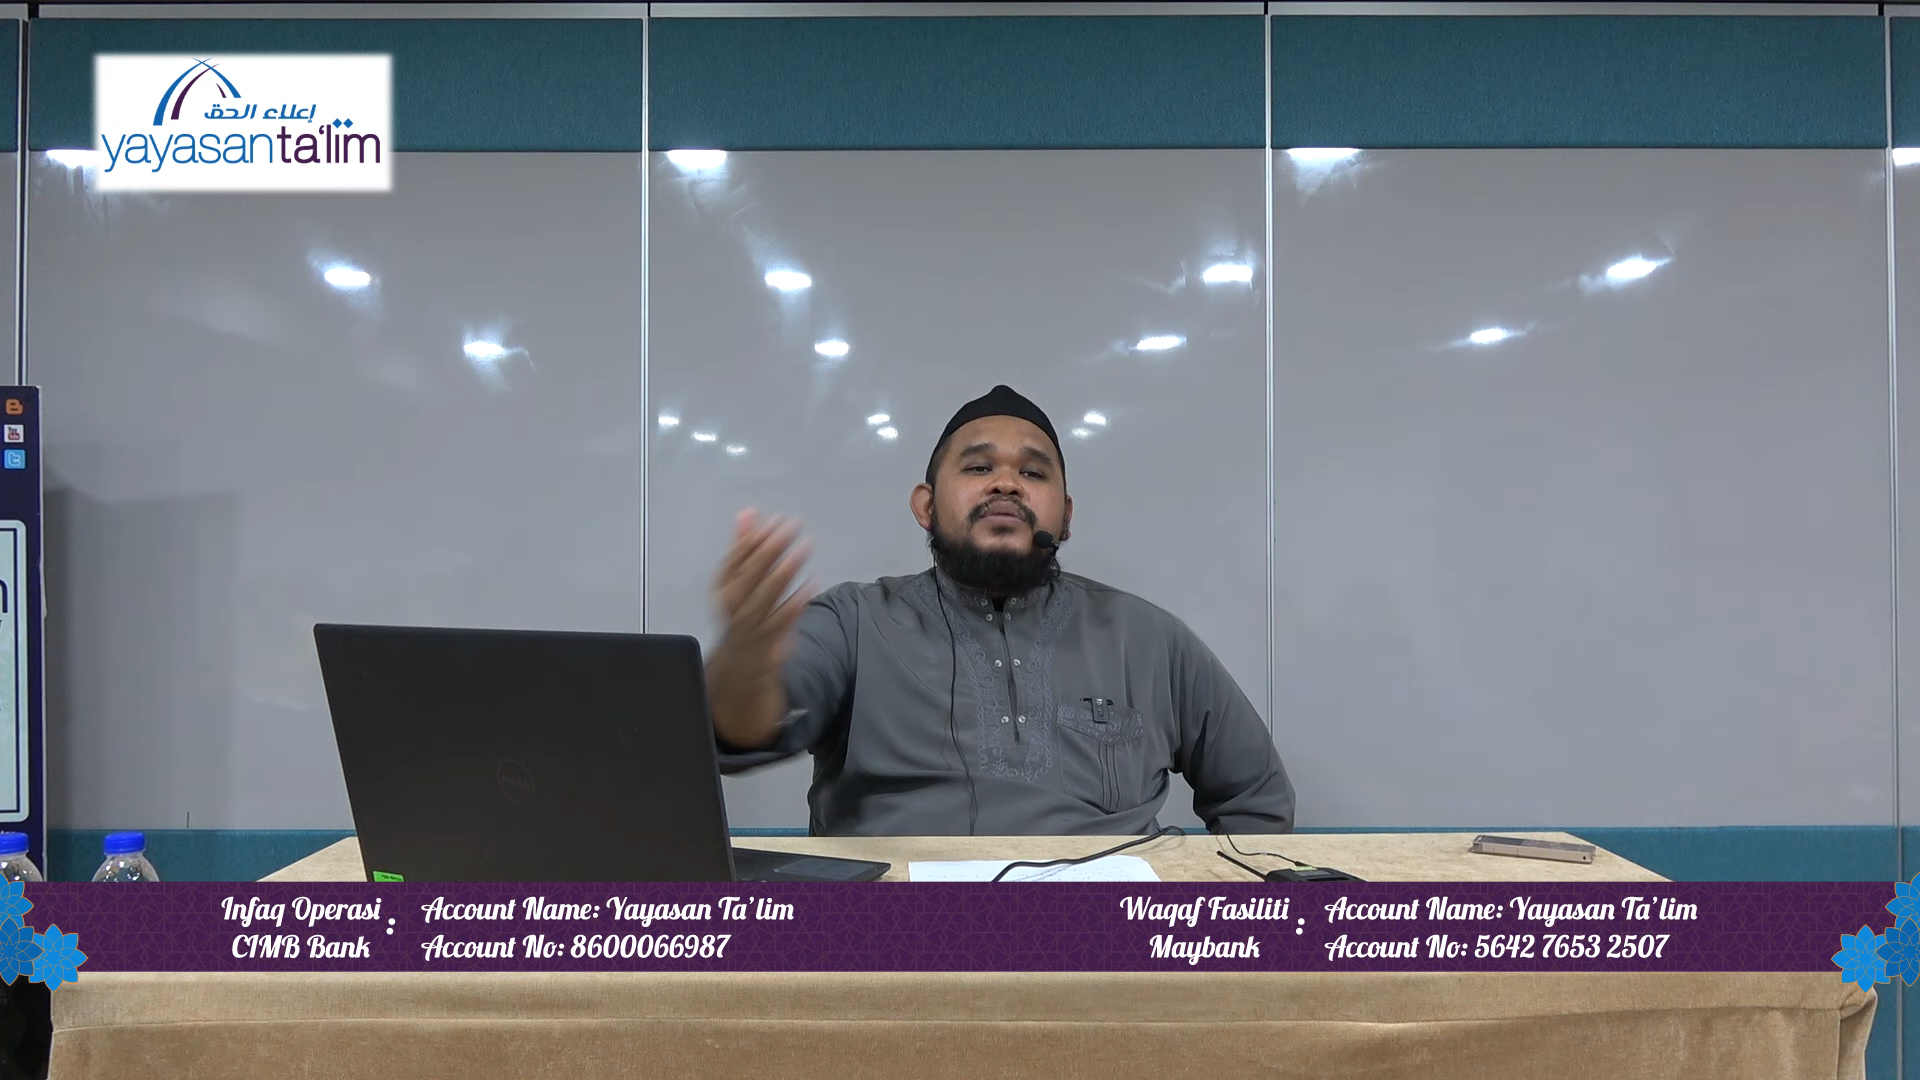 إعلاء الحق
yayasanta'lim
Infaq Operasi
CIMB Bank
:
Account Name: Yayasan Ta'lim
Account No: 8600066987
Waqaf Fasiliti
Maybank
:
Account Name: Yayasan Ta'lim
Account No: 5642 7653 2507